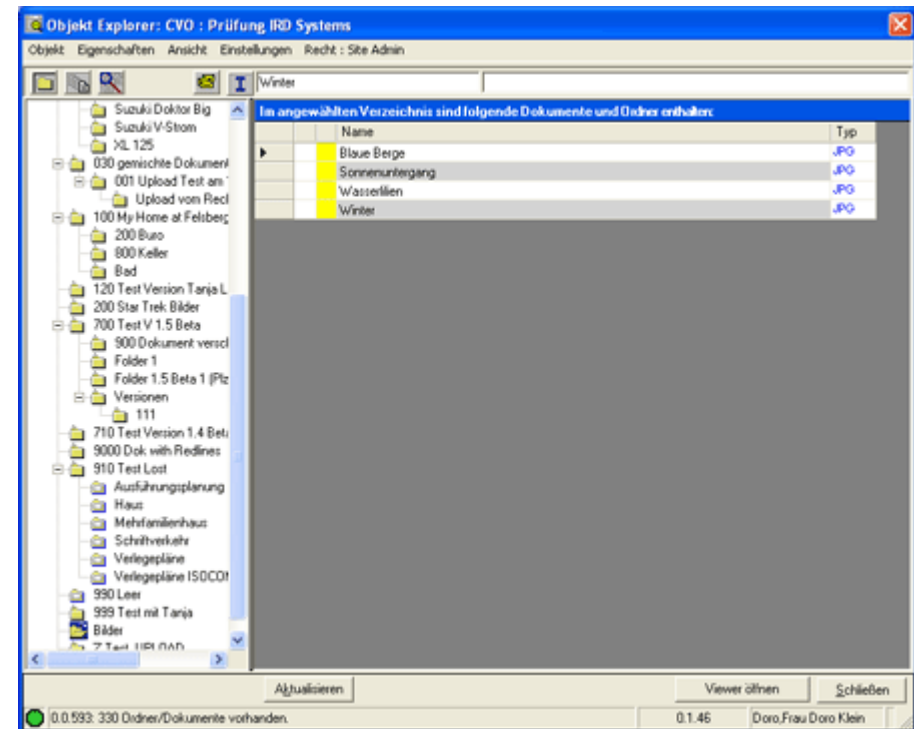 Objekt Explorer: CVO : Prüfung IRD Systems
Objekt Eigenschaften Ansicht Einstellungen Recht : Site Admin
Winter
Suzuki Doktor Big
Suzuki V-Strom
XL 125
030 gemischte Dokument
001 Upload Test am
Upload vom Rech
100 My Home at Felsberg
200 Buro
800 Keller
Bad
120 Test Version Tanja L
200 Star Trek Bilder
700 Test V 1.5 Beta
900 Dokument versch
Folder 1
Folder 1.5 Beta 1 (Plz
Versionen
111
710 Test Version 1.4 Beta
9000 Dok with Redlines
910 Test Lost
Ausführungsplanung
Haus
Mehrfamilienhaus
Schriftverkehr
Verlegepläne
Verlegepläne ISOCON
990 Leer
999 Test mit Tanja
Bilder
Z Test UPLOAD
Im angewählten Verzeichnis sind folgende Dokumente und Ordner enthalten:
Name Typ
Blaue Berge JPG
Sonnenuntergang JPG
Wasserlilien JPG
Winter JPG
Aktualisieren Viewer öffnen Schließen
0.0.593: 330 Ordner/Dokumente vorhanden. 0.1.46 Doro,Frau Doro Klein